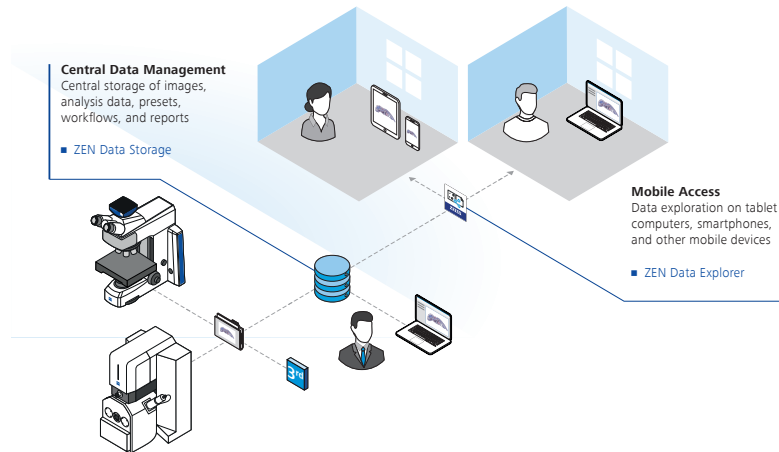 Central Data Management
Central storage of images,
analysis data, presets,
workflows, and reports
■ ZEN Data Storage
Mobile Access
Data exploration on tablet
computers, smartphones,
and other mobile devices
■ ZEN Data Explorer
3rd